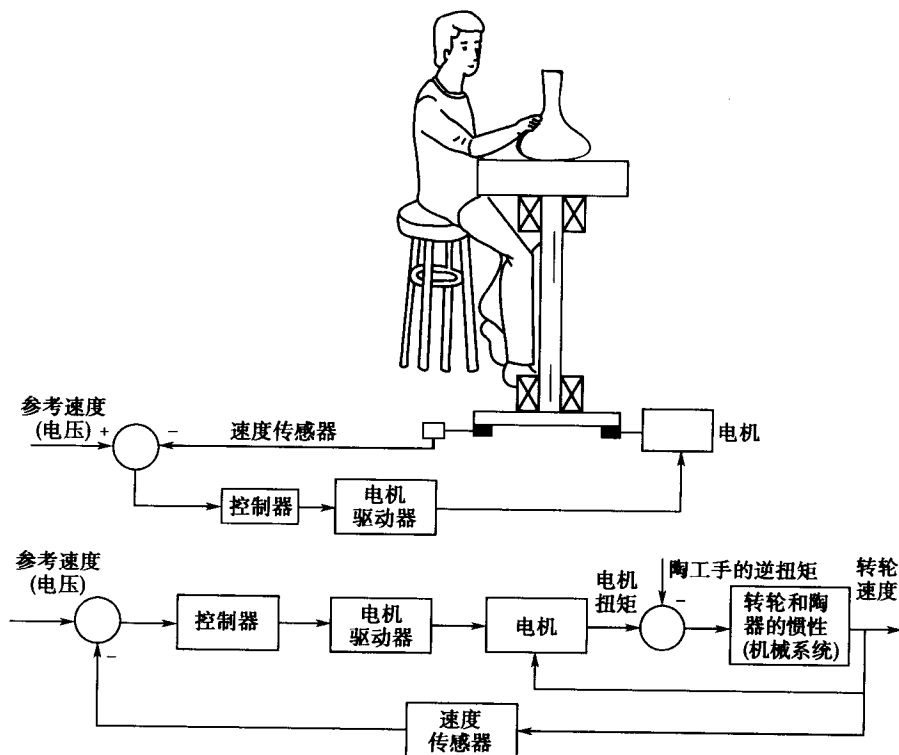 参考速度
(电压)
+
−
速度传感器
电机
控制器
电机
驱动器
参考速度
(电压)
−
控制器
电机
驱动器
电机
电机
扭矩
陶工手的逆扭矩
−
转轮和陶
器的惯性
(机械系统)
转轮
速度
速度
传感器